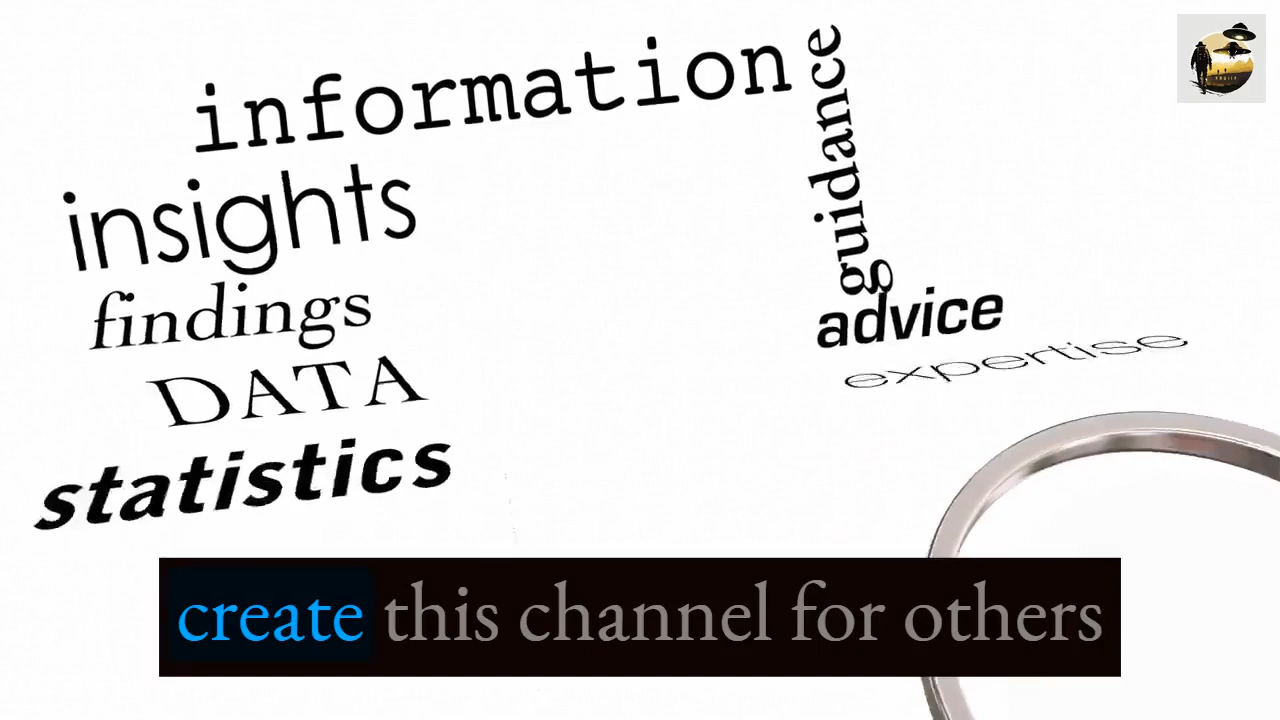 information
guidance
insights
findings
advice
expertise
DATA
statistics
create this channel for others